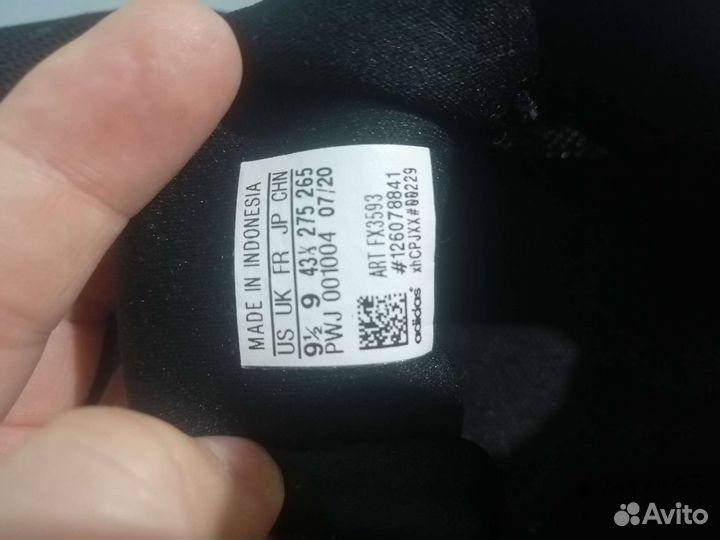 MADE IN INDONESIA
US UK FR JP CHN
9½ 9 43⅓ 275 265
PWJ 001004 07/20
ART FX3593
#126078841
xhCPJXX#00229
adidas
Avito